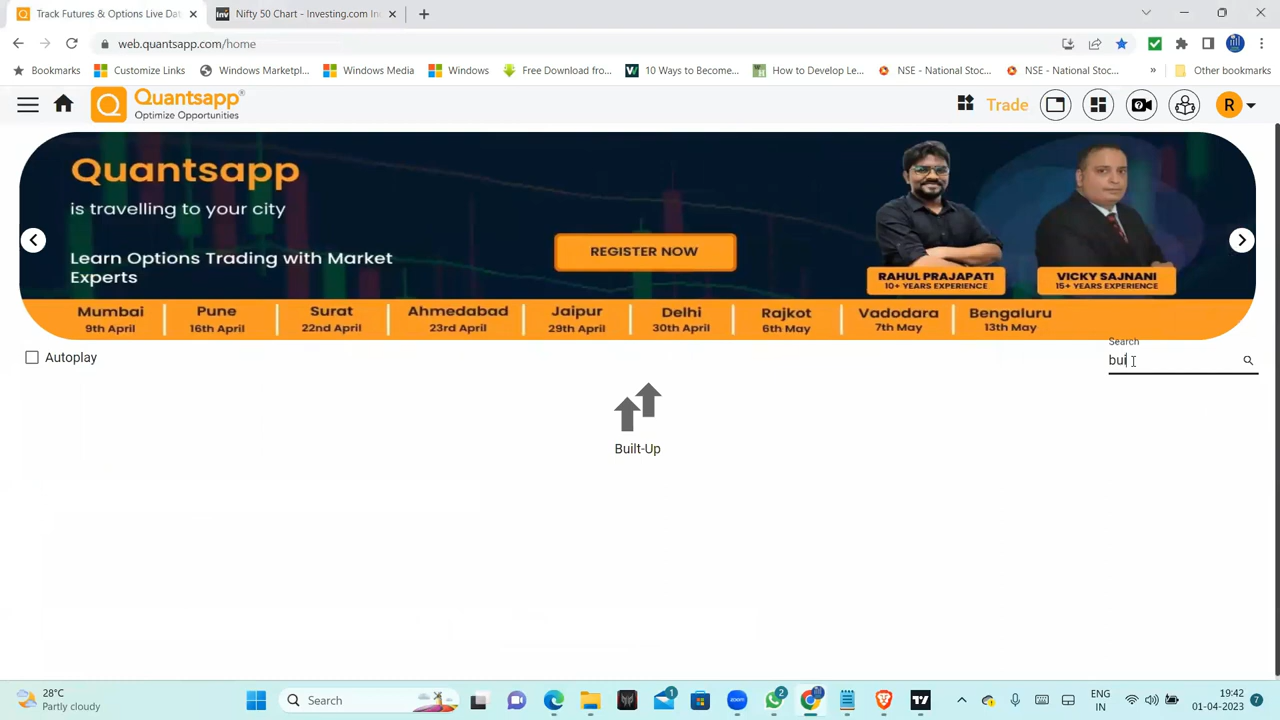 Track Futures & Options Live Dat
Nifty 50 Chart - Investing.com In
web.quantsapp.com/home
Bookmarks
Customize Links
Windows Marketpl...
Windows Media
Windows
Free Download fro...
10 Ways to Become...
How to Develop Le...
NSE - National Stoc...
NSE - National Stoc...
»
Other bookmarks
Quantsapp®
Optimize Opportunities
Trade
R
Quantsapp
is travelling to your city
Learn Options Trading with Market
Experts
REGISTER NOW
RAHUL PRAJAPATI
10+ YEARS EXPERIENCE
VICKY SAJNANI
15+ YEARS EXPERIENCE
Mumbai
9th April
Pune
16th April
Surat
22nd April
Ahmedabad
23rd April
Jaipur
29th April
Delhi
30th April
Rajkot
6th May
Vadodara
7th May
Bengaluru
13th May
Autoplay
Search
bui
Built-Up
28°C
Partly cloudy
Search
1
2
ENG
IN
19:42
01-04-2023
7